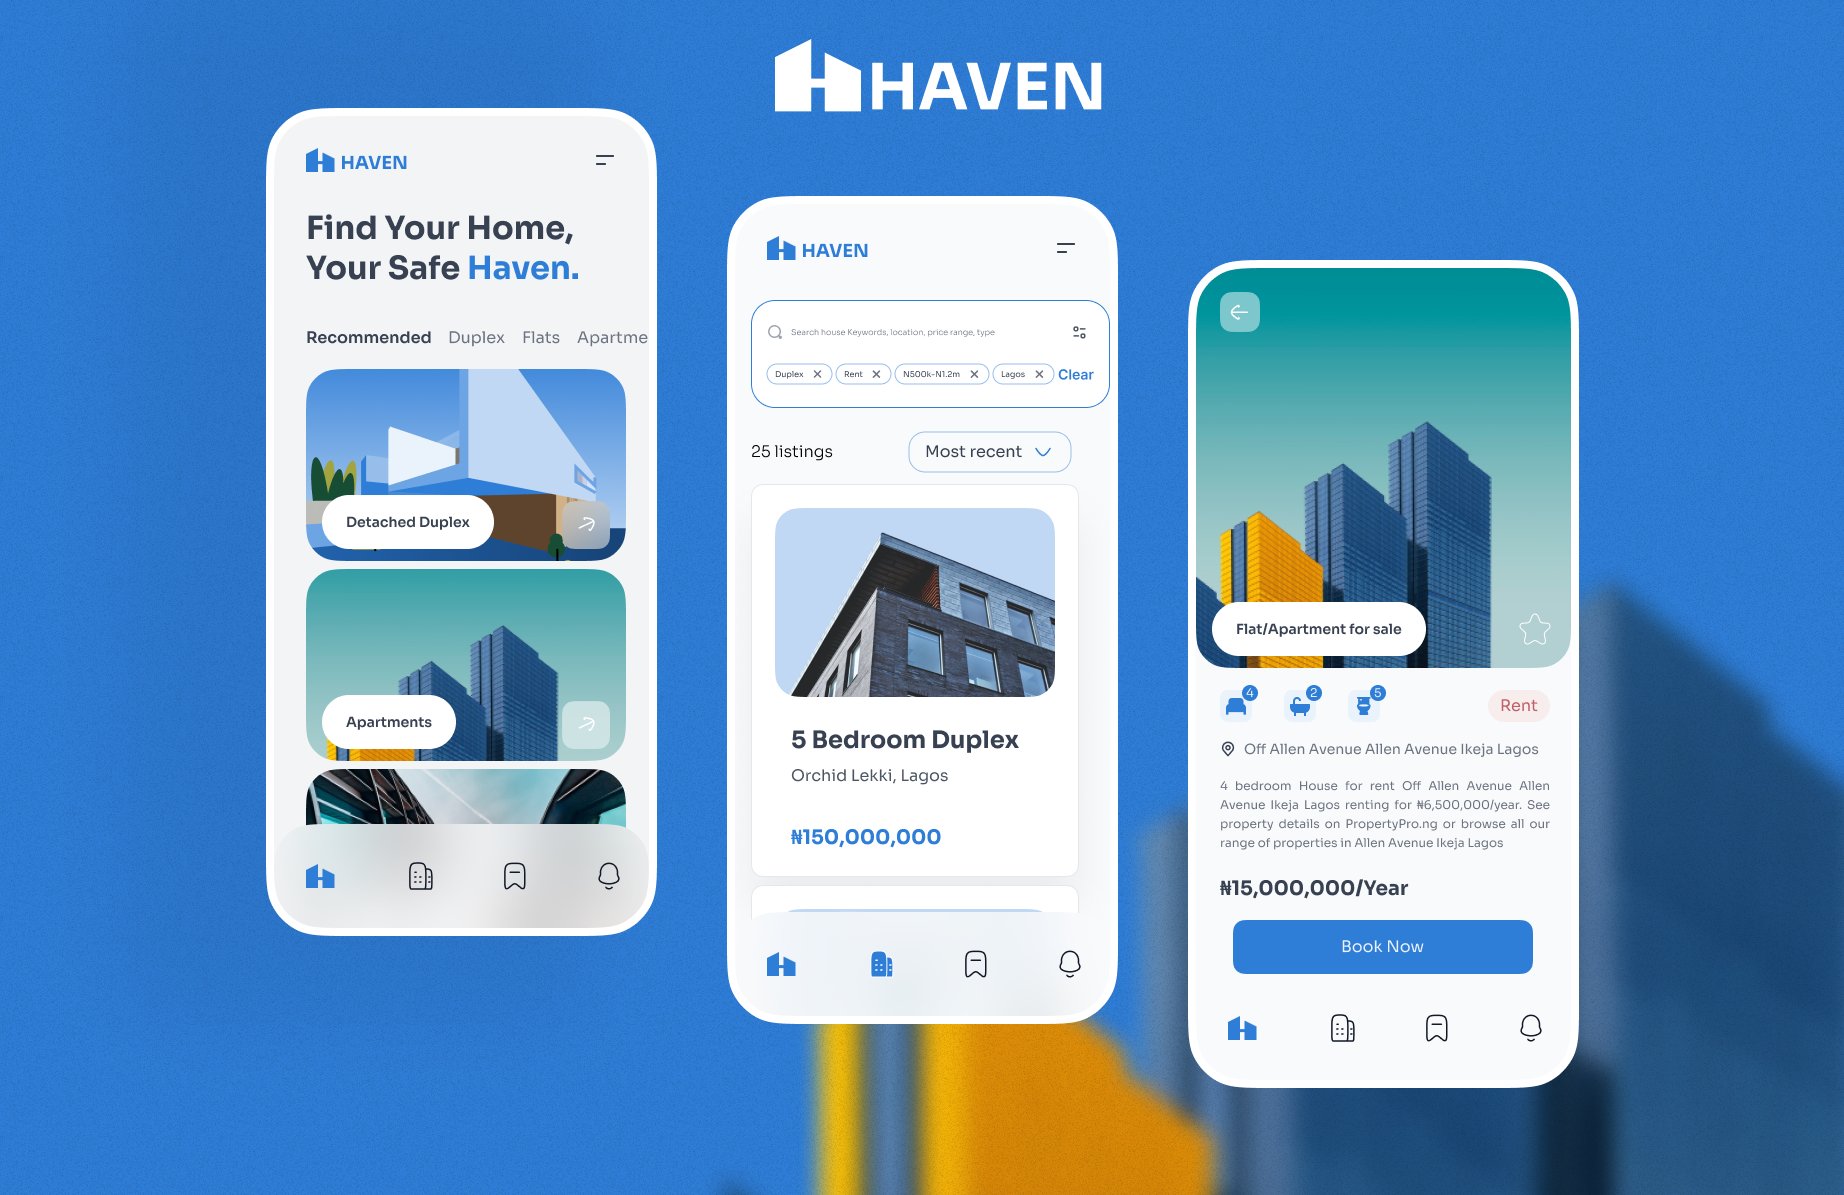 HAVEN
HAVEN
Find Your Home,
Your Safe Haven.
Recommended Duplex Flats Apartme
Detached Duplex
Apartments
HAVEN
Search house Keywords, location, price range, type
Duplex Rent N500k-N1.2m Lagos Clear
25 listings Most recent
5 Bedroom Duplex
Orchid Lekki, Lagos
₦150,000,000
Flat/Apartment for sale
4 2 5 Rent
Off Allen Avenue Allen Avenue Ikeja Lagos
4 bedroom House for rent Off Allen Avenue Allen
Avenue Ikeja Lagos renting for ₦6,500,000/year. See
property details on PropertyPro.ng or browse all our
range of properties in Allen Avenue Ikeja Lagos
₦15,000,000/Year
Book Now